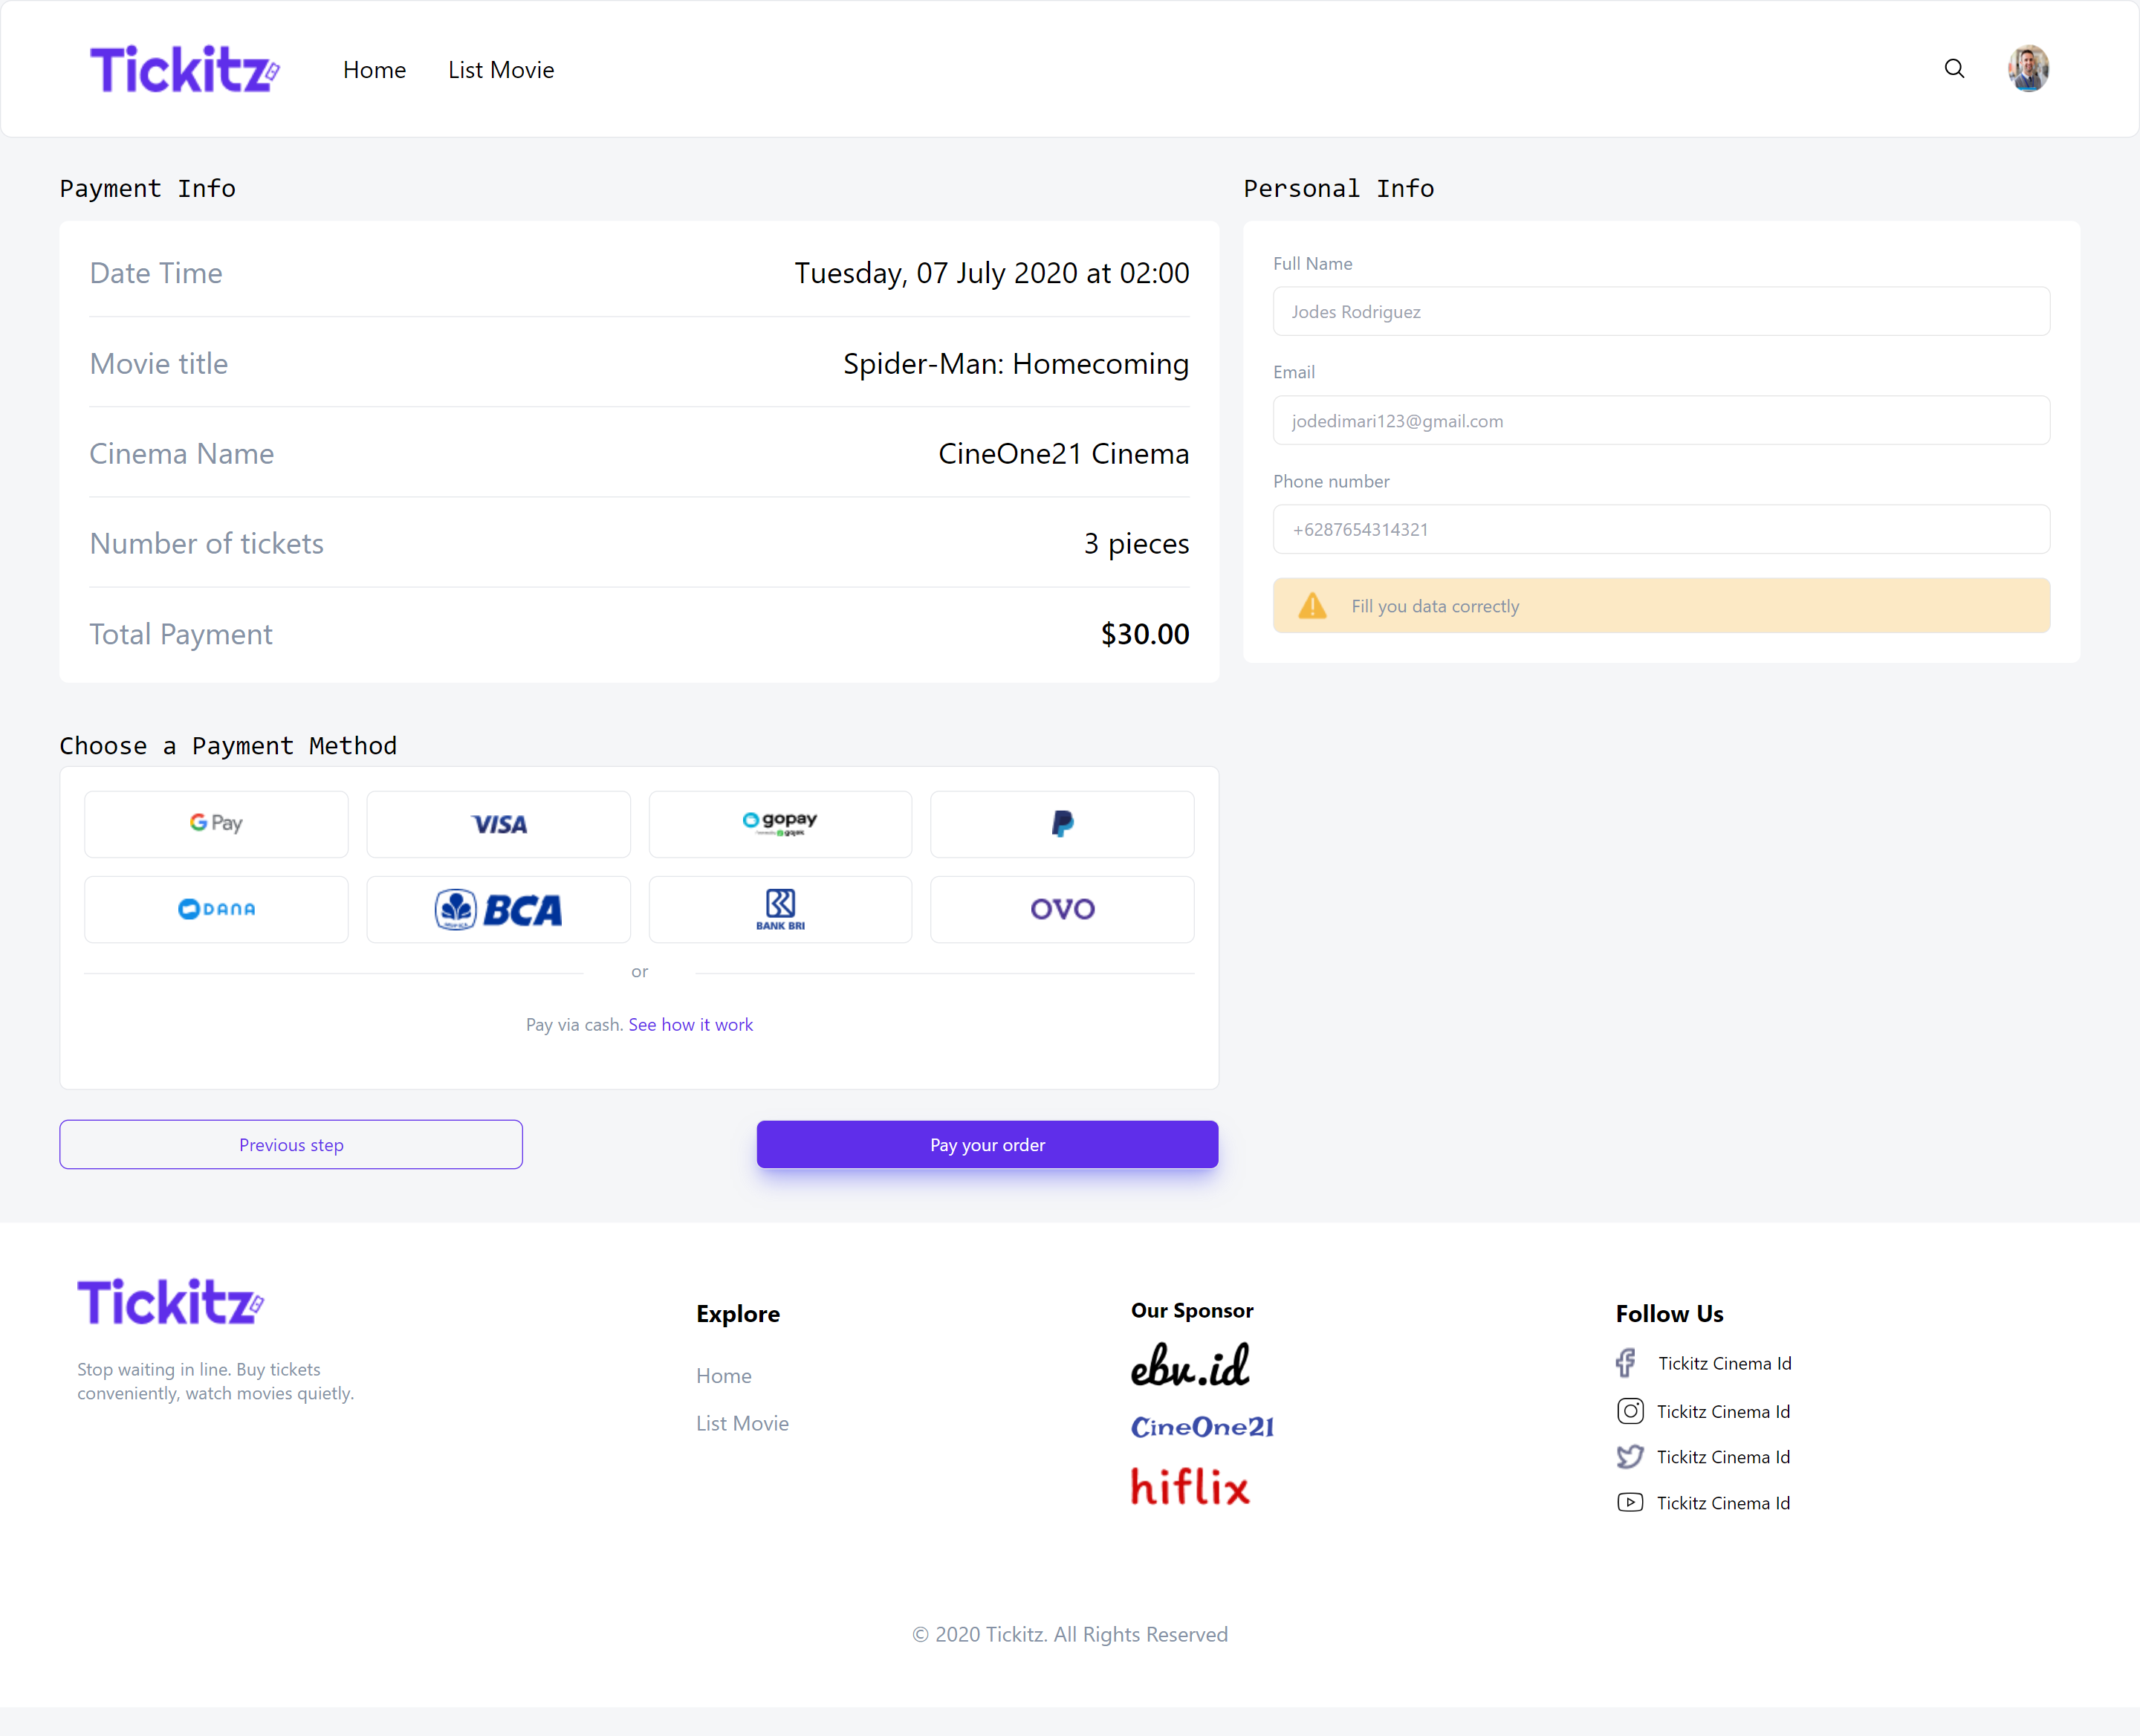 Tickitz
Home
List Movie
Payment Info
Date Time
Tuesday, 07 July 2020 at 02:00
Movie title
Spider-Man: Homecoming
Cinema Name
CineOne21 Cinema
Number of tickets
3 pieces
Total Payment
$30.00
Personal Info
Full Name
Jodes Rodriguez
Email
jodedimari123@gmail.com
Phone number
+6287654314321
Fill you data correctly
Choose a Payment Method
G Pay
VISA
gopay
gojek
DANA
BCA
BANK BRI
OVO
or
Pay via cash. See how it work
Previous step
Pay your order
Tickitz
Stop waiting in line. Buy tickets
conveniently, watch movies quietly.
Explore
Home
List Movie
Our Sponsor
ebv.id
CineOne21
hiflix
Follow Us
Tickitz Cinema Id
Tickitz Cinema Id
Tickitz Cinema Id
Tickitz Cinema Id
© 2020 Tickitz. All Rights Reserved